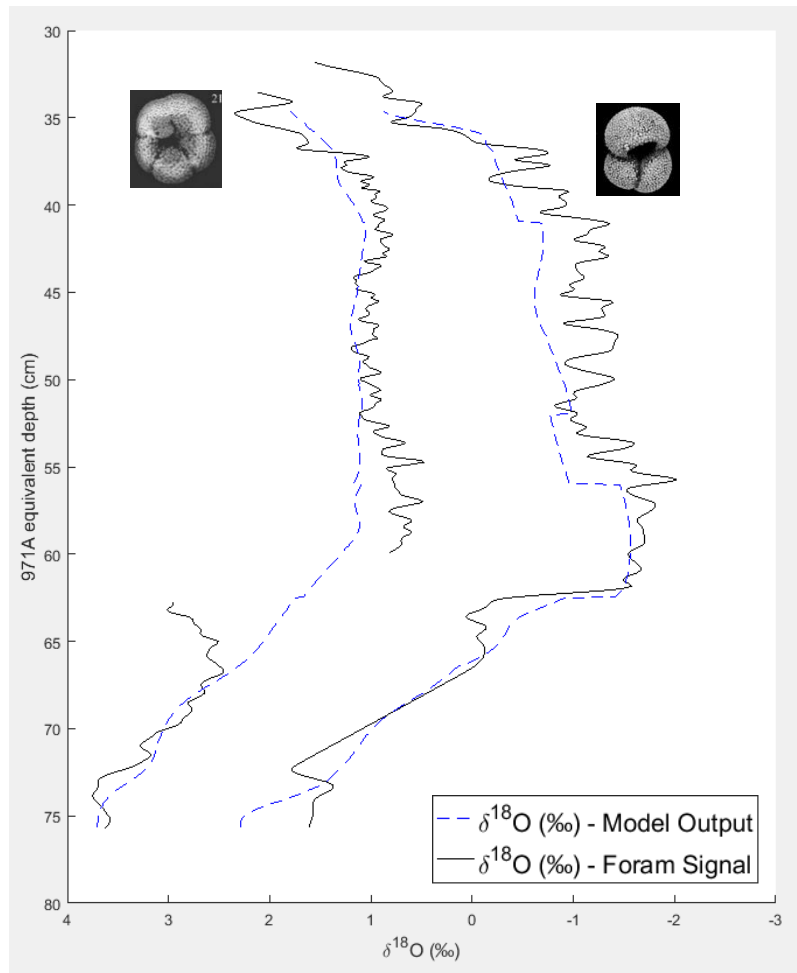 30
35
40
45
50
55
60
65
70
75
80
971A equivalent depth (cm)
21
δ¹⁸O (‰) - Model Output
δ¹⁸O (‰) - Foram Signal
4 3 2 1 0 -1 -2 -3
δ¹⁸O (‰)